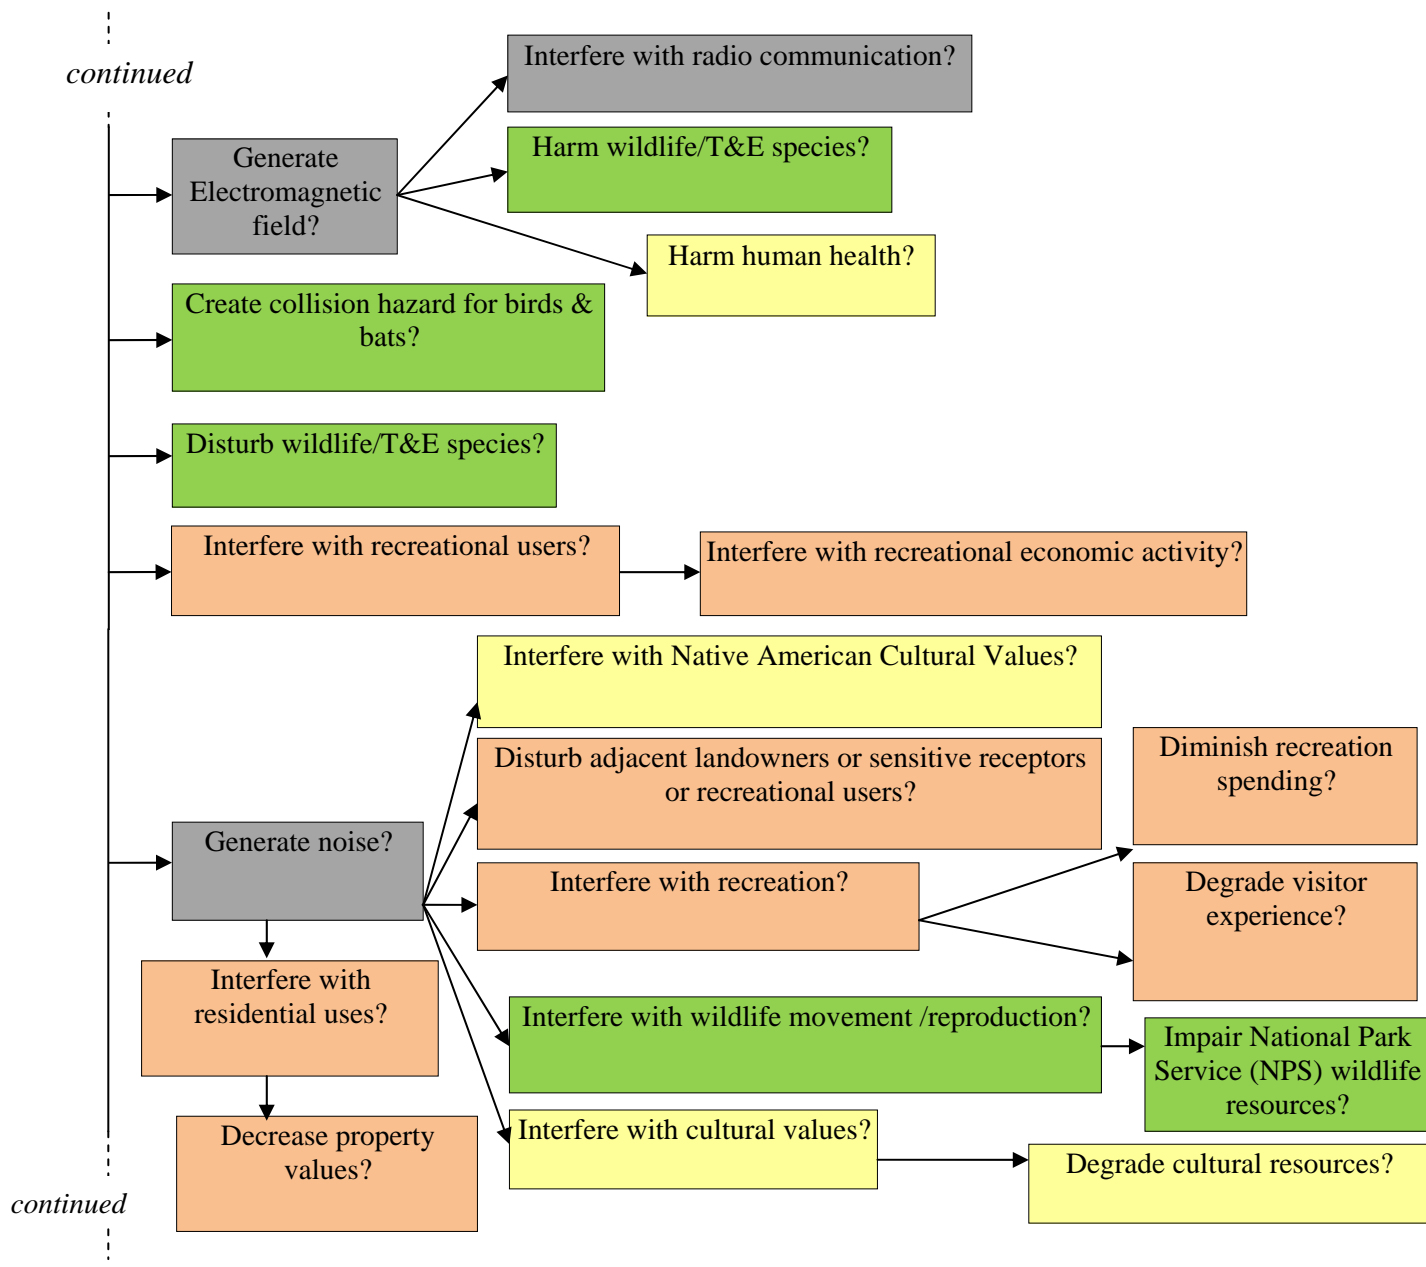 continued
Interfere with radio communication?
Harm wildlife/T&E species?
Generate
Electromagnetic
field?
Harm human health?
Create collision hazard for birds &
bats?
Disturb wildlife/T&E species?
Interfere with recreational users?
Interfere with recreational economic activity?
Interfere with Native American Cultural Values?
Disturb adjacent landowners or sensitive receptors
or recreational users?
Diminish recreation
spending?
Generate noise?
Interfere with recreation?
Degrade visitor
experience?
Interfere with
residential uses?
Interfere with wildlife movement /reproduction?
Impair National Park
Service (NPS) wildlife
resources?
Decrease property
values?
Interfere with cultural values?
Degrade cultural resources?
continued